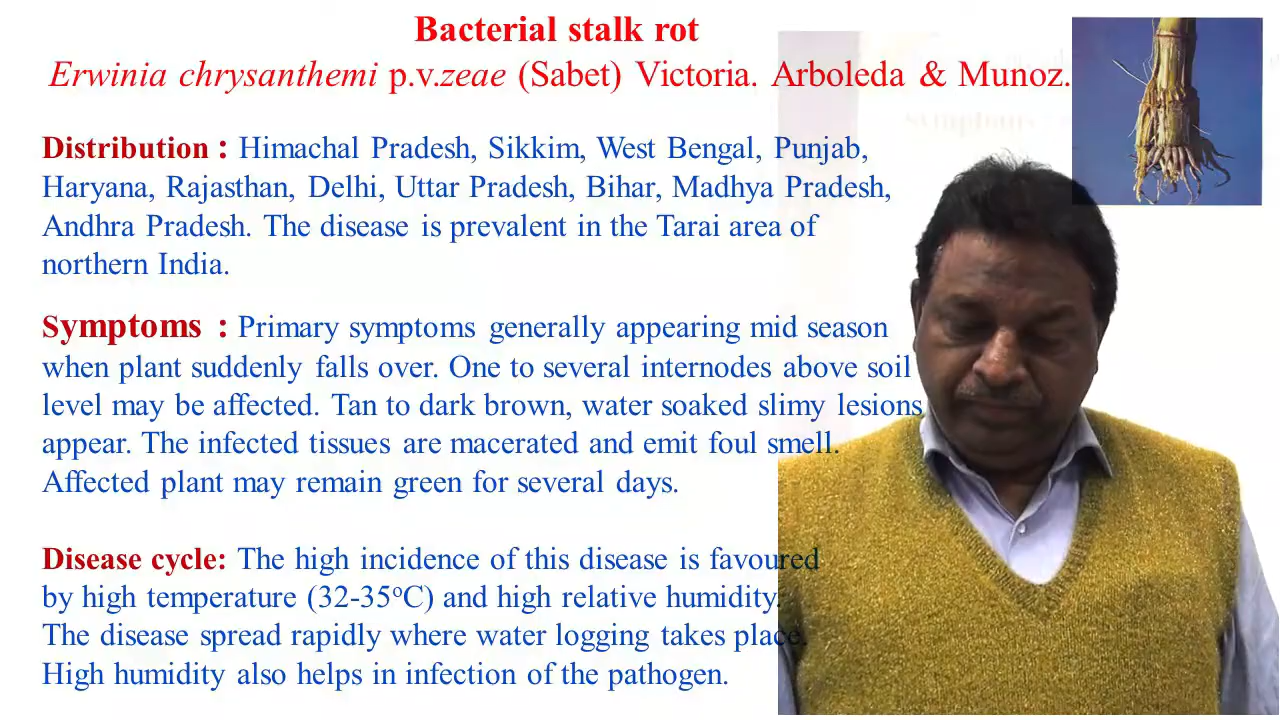 Bacterial stalk rot
Erwinia chrysanthemi p.v.zeae (Sabet) Victoria. Arboleda & Munoz.
Distribution : Himachal Pradesh, Sikkim, West Bengal, Punjab,
Haryana, Rajasthan, Delhi, Uttar Pradesh, Bihar, Madhya Pradesh,
Andhra Pradesh. The disease is prevalent in the Tarai area of
northern India.
Symptoms : Primary symptoms generally appearing mid season
when plant suddenly falls over. One to several internodes above soil
level may be affected. Tan to dark brown, water soaked slimy lesions
appear. The infected tissues are macerated and emit foul smell.
Affected plant may remain green for several days.
Disease cycle: The high incidence of this disease is favoured
by high temperature (32-35°C) and high relative humidity.
The disease spread rapidly where water logging takes place.
High humidity also helps in infection of the pathogen.